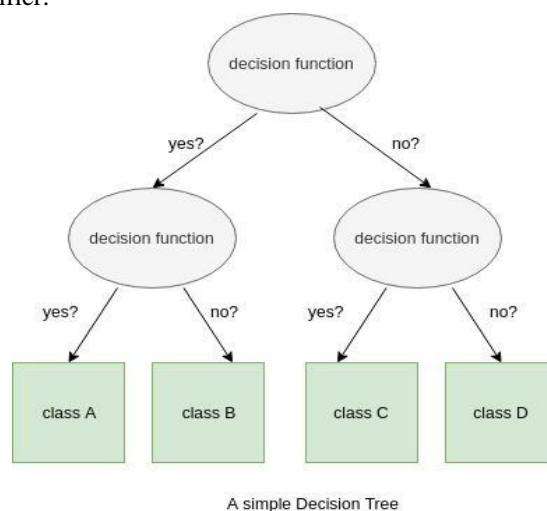 decision function
yes?
no?
decision function
decision function
yes?
no?
yes?
no?
class A
class B
class C
class D
A simple Decision Tree